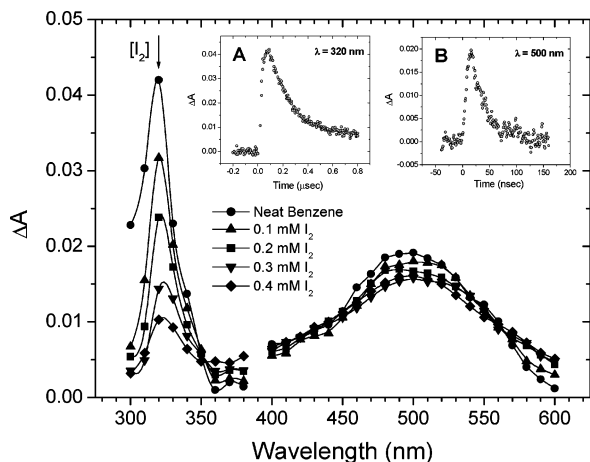 [I₂]
A
λ = 320 nm
ΔA
0.04
0.03
0.02
0.01
0.00
-0.2 0.0 0.2 0.4 0.6 0.8
Time (μsec)
B
λ = 500 nm
ΔA
0.020
0.015
0.010
0.005
0.000
-0.005
-50 0 50 100 150 200
Time (nsec)
Neat Benzene
0.1 mM I₂
0.2 mM I₂
0.3 mM I₂
0.4 mM I₂
ΔA
0.05
0.04
0.03
0.02
0.01
0.00
300 350 400 450 500 550 600
Wavelength (nm)